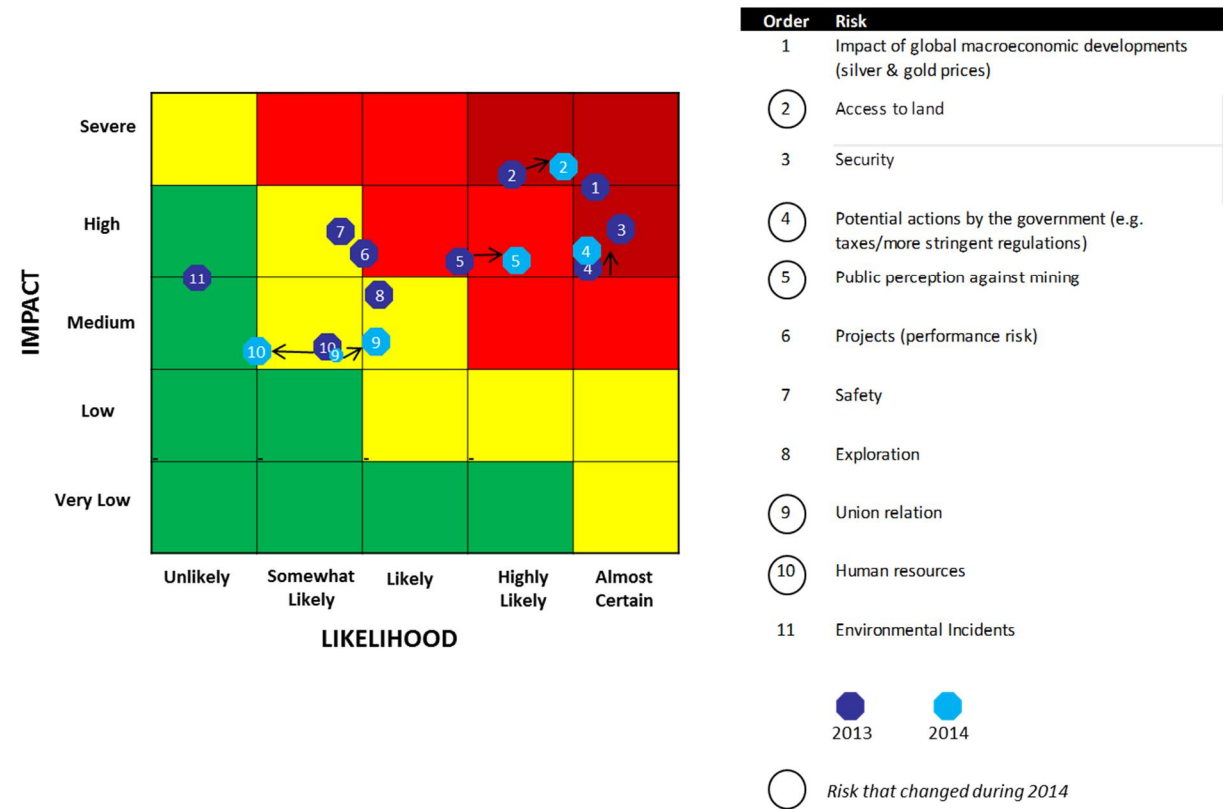 Severe
High
Medium
Low
Very Low
IMPACT
2
2
1
7
6
3
5
5
4
4
11
8
10
10
9
9
Unlikely
Somewhat
Likely
Likely
Highly
Likely
Almost
Certain
LIKELIHOOD
Order Risk
1 Impact of global macroeconomic developments
(silver & gold prices)
2 Access to land
3 Security
4 Potential actions by the government (e.g.
taxes/more stringent regulations)
5 Public perception against mining
6 Projects (performance risk)
7 Safety
8 Exploration
9 Union relation
10 Human resources
11 Environmental Incidents
2013 2014
Risk that changed during 2014